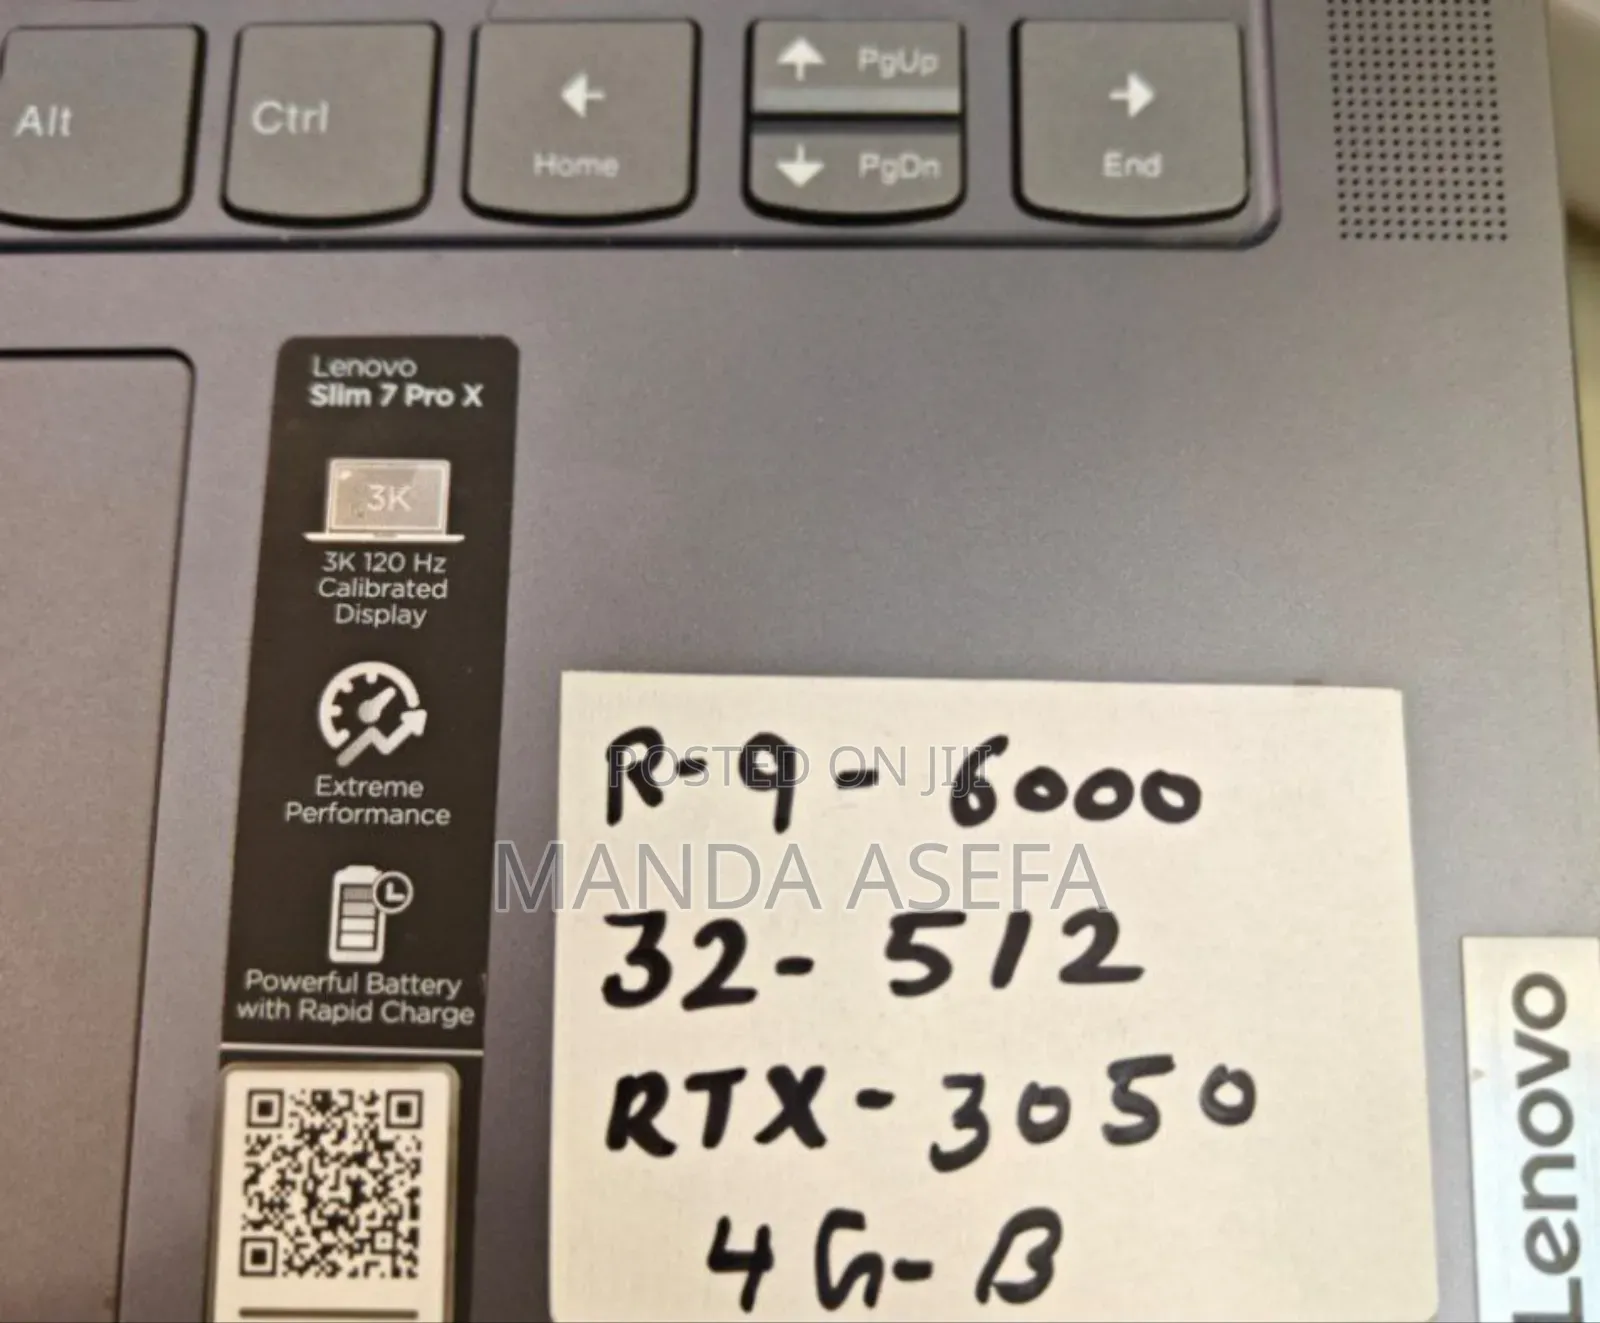 Alt
Ctrl
Home
PgUp
PgDn
End
Lenovo
Slim 7 Pro X
3K
3K 120 Hz
Calibrated
Display
Extreme
Performance
Powerful Battery
with Rapid Charge
R-9-6000
POSTED ON JIJI
MANDA ASEFA
32-512
RTX-3050
4G-B
Lenovo